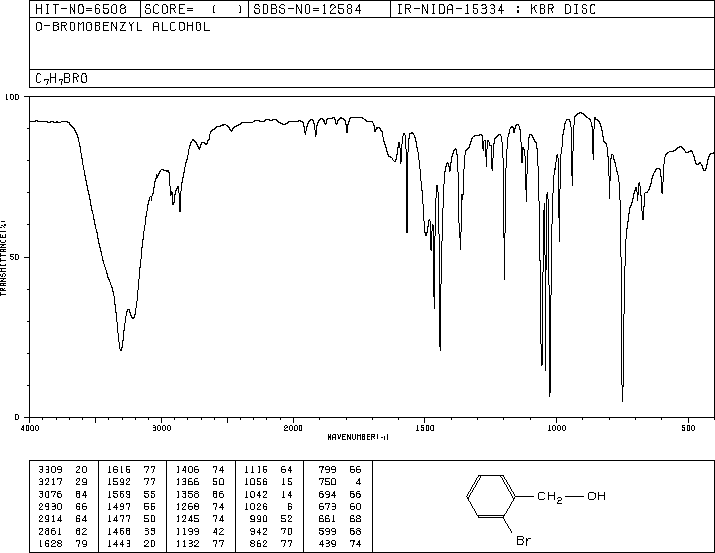 HIT-NO=6508 SCORE= ( ) SDBS-NO=12584 IR-NIDA-15334 : KBR DISC
O-BROMOBENZYL ALCOHOL
C7H7BRO
100
50
0
TRANSMITTANCE(%)
4000 3000 2000 1500 1000 500
WAVENUMBER(-1)
3309 20 1616 77 1406 74 1116 64 799 66
3217 29 1592 77 1366 50 1056 15 750 4
3076 64 1569 55 1358 66 1042 14 694 66
2930 66 1497 55 1268 74 1026 6 673 60
2914 64 1477 50 1245 74 990 52 661 68
2861 62 1468 39 1199 42 942 70 599 68
1628 79 1443 20 1132 77 862 77 439 74
CH2 OH
Br